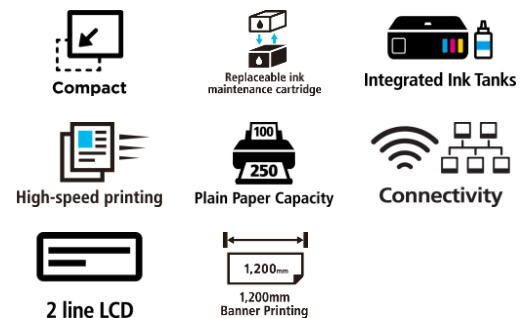 Compact
Replaceable ink
maintenance cartridge
Integrated Ink Tanks
High-speed printing
100
250
Plain Paper Capacity
Connectivity
2 line LCD
1,200mm
1,200mm
Banner Printing